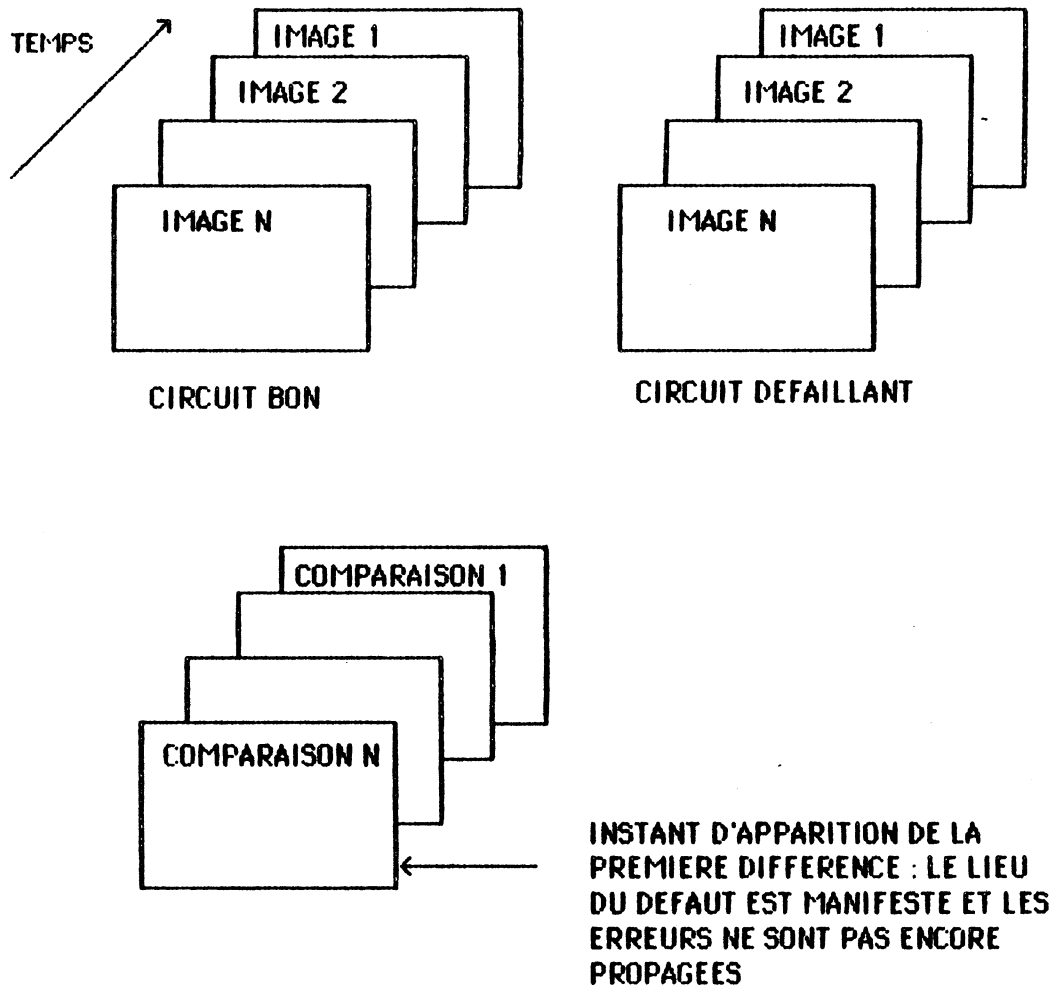 TEMPS
IMAGE 1
IMAGE 2
IMAGE N
CIRCUIT BON
IMAGE 1
IMAGE 2
IMAGE N
CIRCUIT DEFAILLANT
COMPARAISON 1
COMPARAISON N
INSTANT D'APPARITION DE LA
PREMIERE DIFFERENCE : LE LIEU
DU DEFAUT EST MANIFESTE ET LES
ERREURS NE SONT PAS ENCORE
PROPAGEES